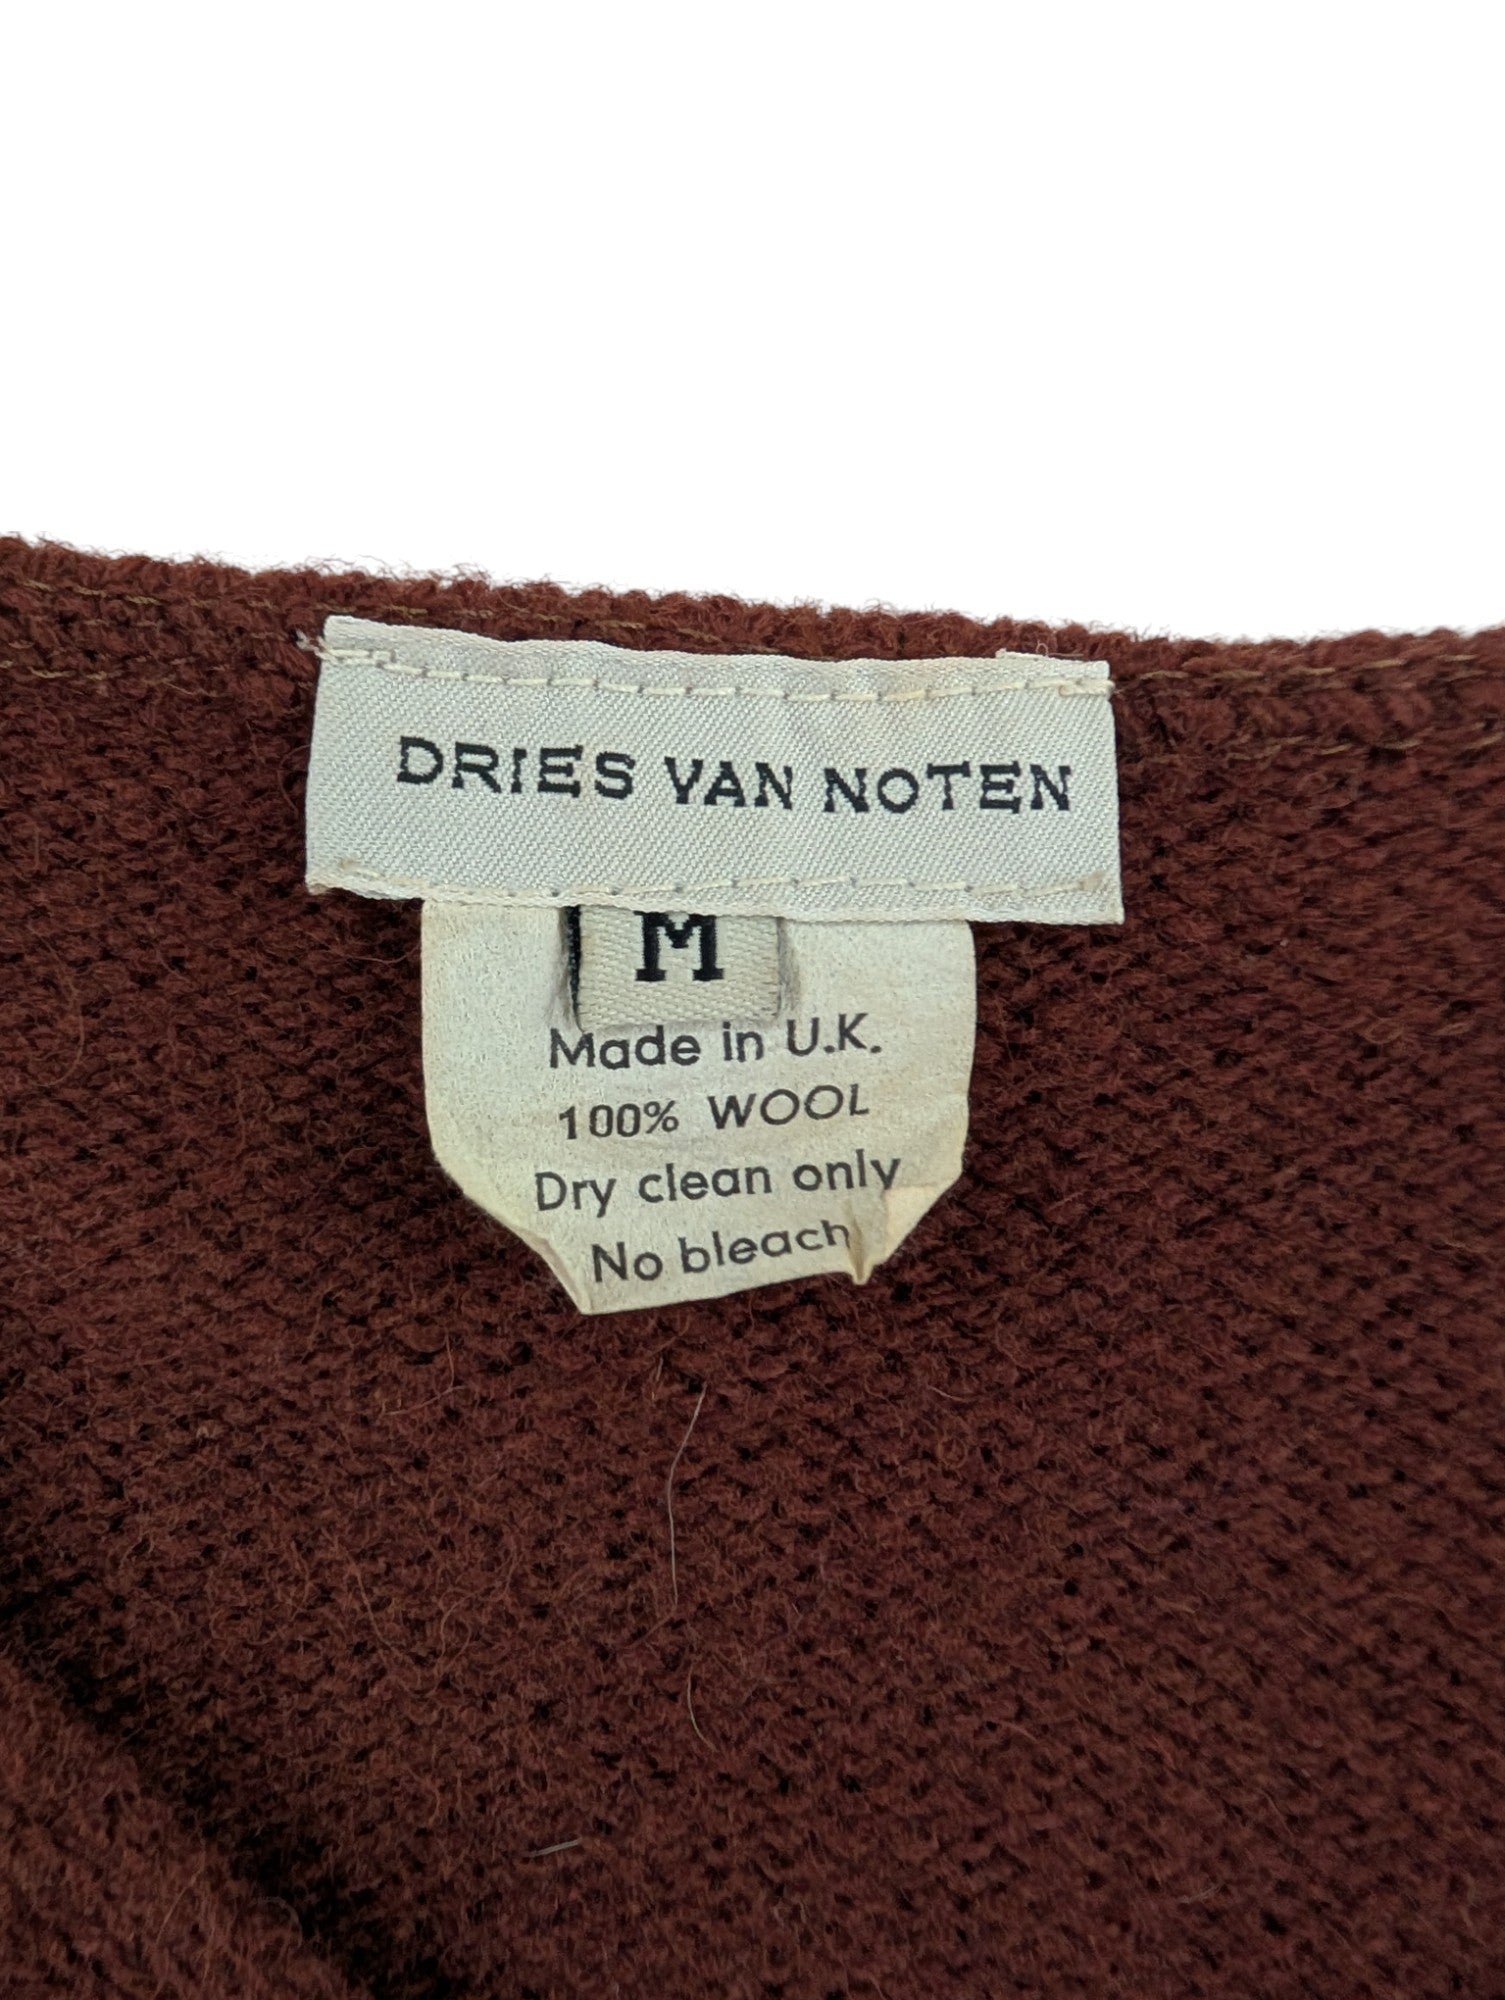 DRIES VAN NOTEN
M
Made in U.K.
100% WOOL
Dry clean only
No bleach